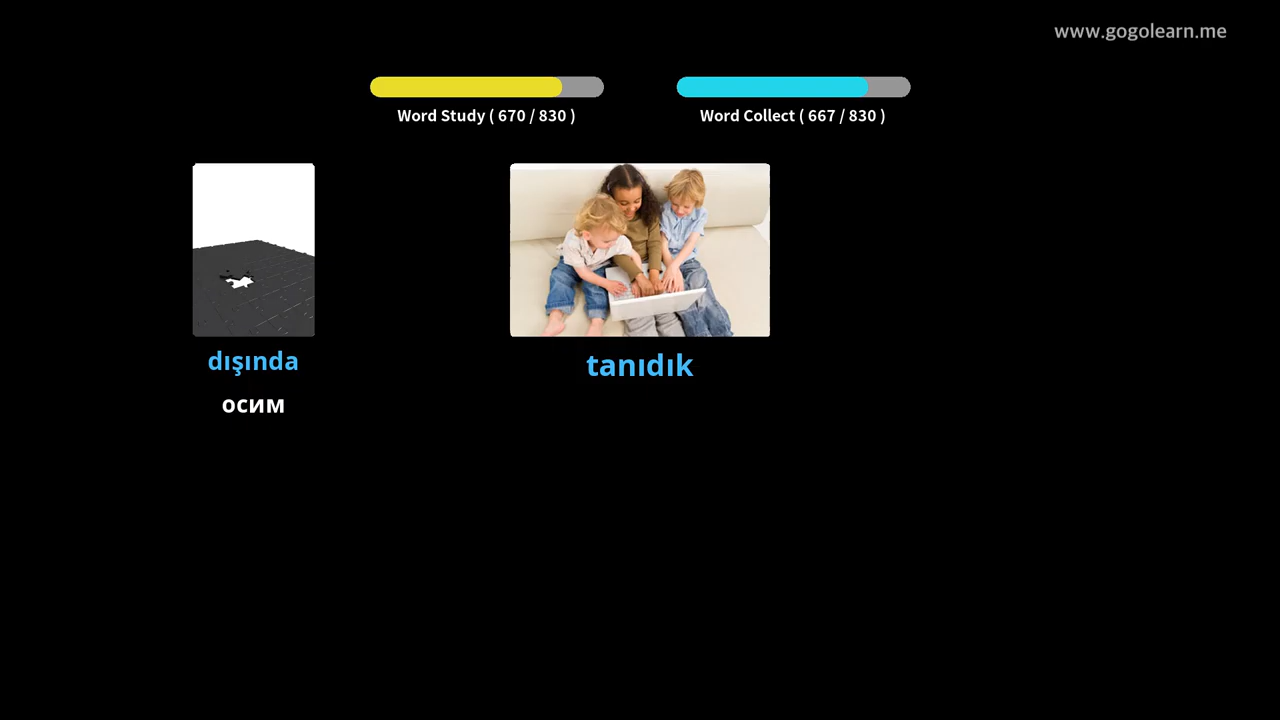 www.gogolearn.me
Word Study ( 670 / 830 )
Word Collect ( 667 / 830 )
dışında
осим
tanıdık